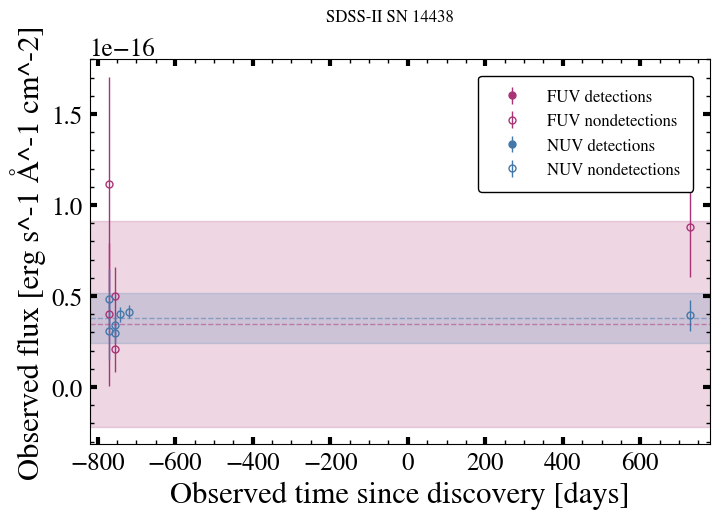 SDSS-II SN 14438
1e−16
FUV detections
FUV nondetections
NUV detections
NUV nondetections
1.5
1.0
0.5
0.0
Observed flux [erg s^-1 Å^-1 cm^-2]
−800 −600 −400 −200 0 200 400 600
Observed time since discovery [days]